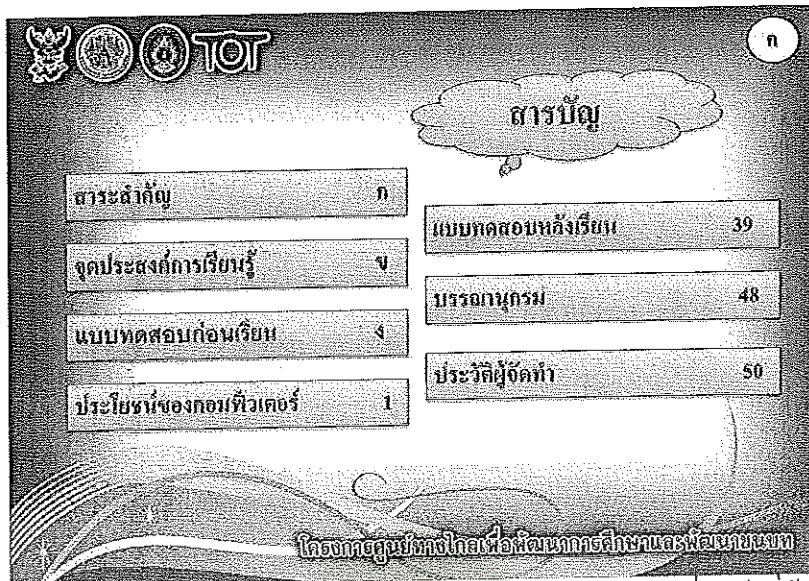 TOT
ก
สารบัญ
สาระสำคัญ ก
จุดประสงค์การเรียนรู้ ข
แบบทดสอบก่อนเรียน ง
ประโยชน์ของคอมพิวเตอร์ 1
แบบทดสอบหลังเรียน 39
บรรณานุกรม 48
ประวัติผู้จัดทำ 50
โครงการศูนย์ทางไกลเพื่อพัฒนาการศึกษาและพัฒนาชนบท